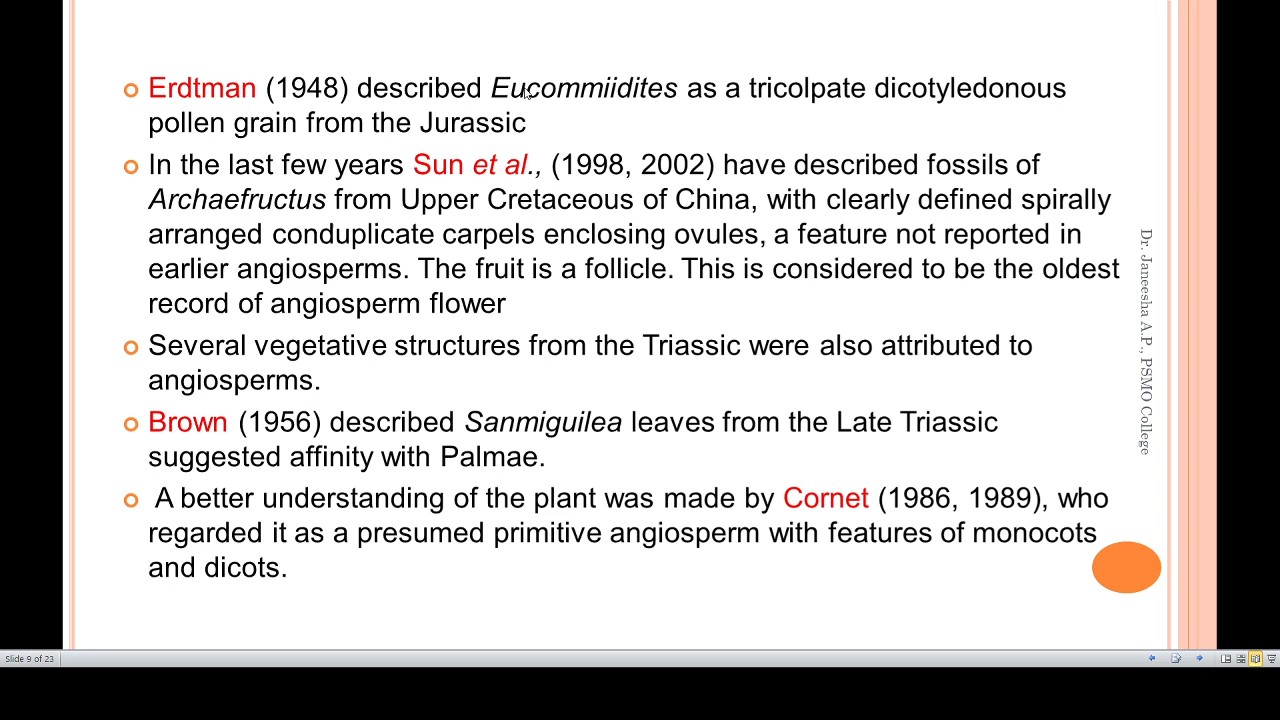 Erdtman (1948) described Eucommiidites as a tricolpate dicotyledonous
pollen grain from the Jurassic
In the last few years Sun et al., (1998, 2002) have described fossils of
Archaefructus from Upper Cretaceous of China, with clearly defined spirally
arranged conduplicate carpels enclosing ovules, a feature not reported in
earlier angiosperms. The fruit is a follicle. This is considered to be the oldest
record of angiosperm flower
Several vegetative structures from the Triassic were also attributed to
angiosperms.
Brown (1956) described Sanmiguilea leaves from the Late Triassic
suggested affinity with Palmae.
A better understanding of the plant was made by Cornet (1986, 1989), who
regarded it as a presumed primitive angiosperm with features of monocots
and dicots.
Dr. Janeesha A.P., PSMO College
Slide 9 of 23